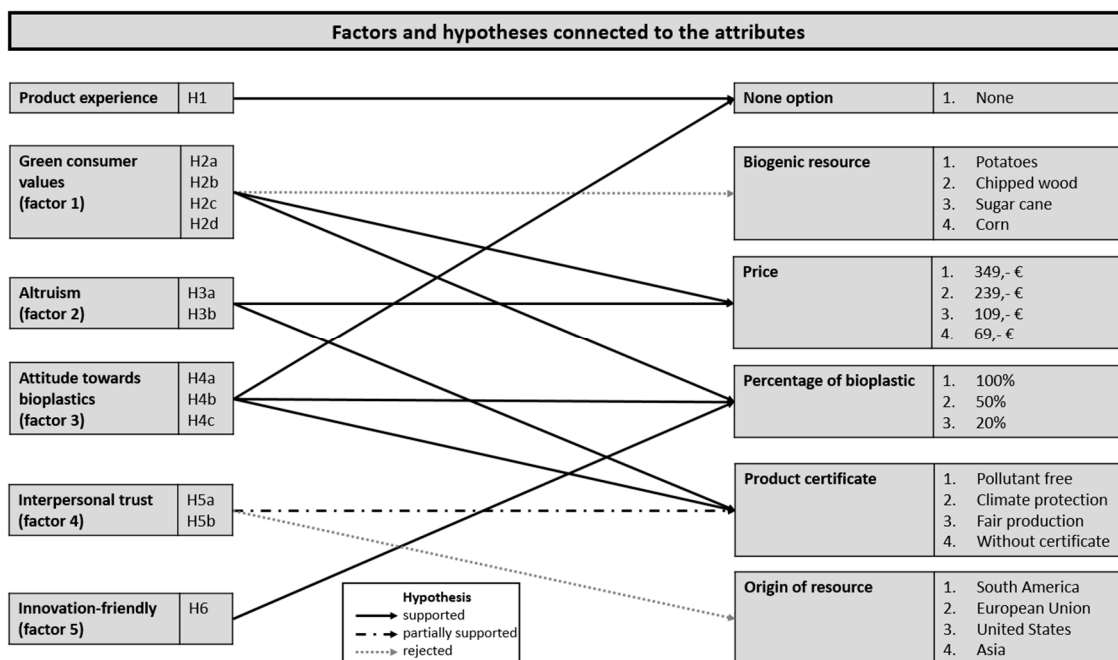 Factors and hypotheses connected to the attributes
Product experience H1
Green consumer
values
(factor 1)
H2a
H2b
H2c
H2d
Altruism
(factor 2)
H3a
H3b
Attitude towards
bioplastics
(factor 3)
H4a
H4b
H4c
Interpersonal trust
(factor 4)
H5a
H5b
Innovation-friendly
(factor 5)
H6
None option
1. None
Biogenic resource
1. Potatoes
2. Chipped wood
3. Sugar cane
4. Corn
Price
1. 349,- €
2. 239,- €
3. 109,- €
4. 69,- €
Percentage of bioplastic
1. 100%
2. 50%
3. 20%
Product certificate
1. Pollutant free
2. Climate protection
3. Fair production
4. Without certificate
Origin of resource
1. South America
2. European Union
3. United States
4. Asia
Hypothesis
supported
partially supported
rejected